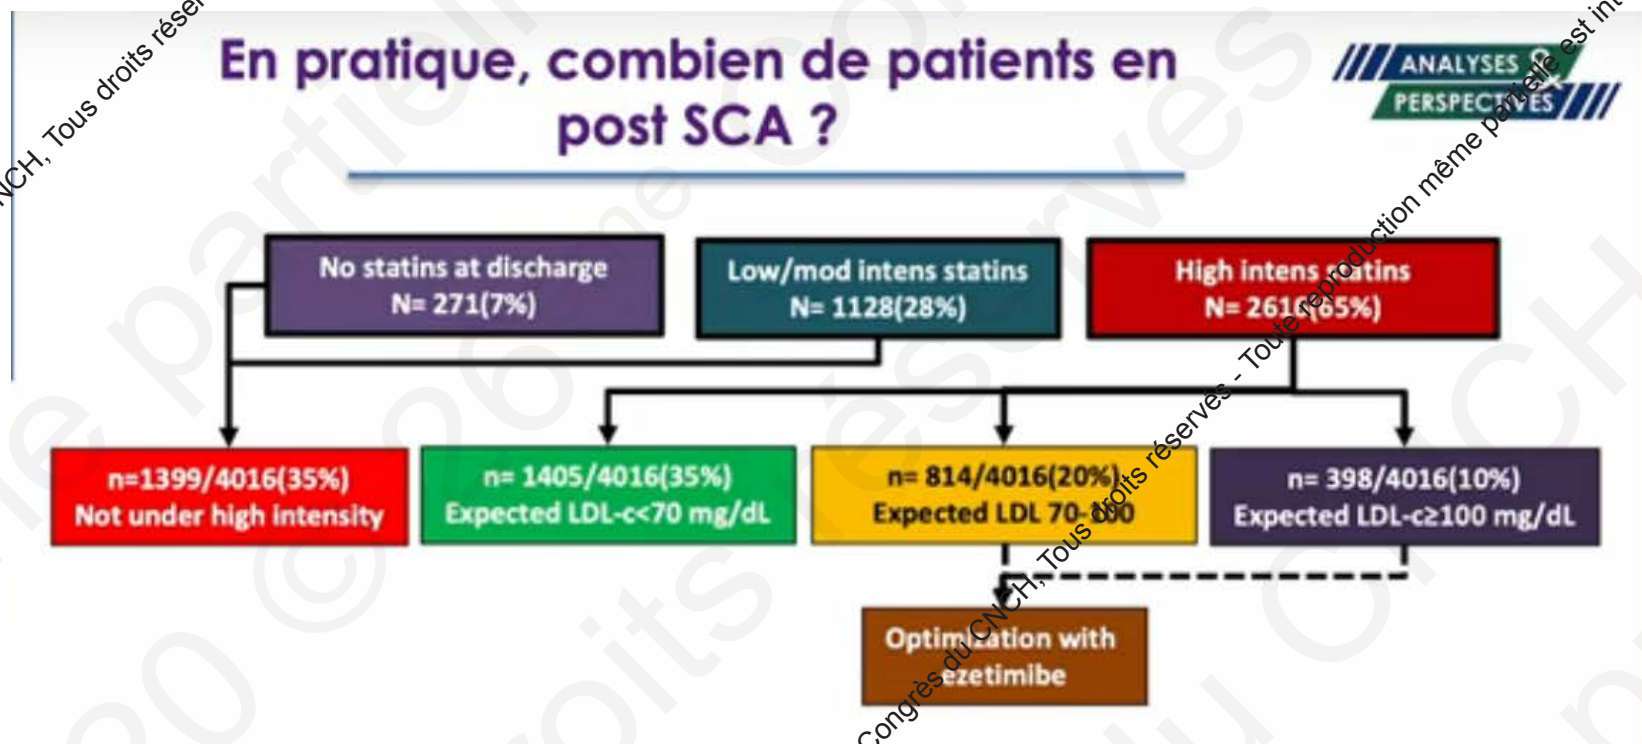 En pratique, combien de patients en
post SCA ?
ANALYSES &
PERSPECTIVES
No statins at discharge
N= 271(7%)
Low/mod intens statins
N= 1128(28%)
High intens statins
N= (65%)
n=1399/4016(35%)
Not under high intensity
n= 1405/4016(35%)
Expected LDL-c<70 mg/dL
n= 814/4016(20%)
Expected LDL 70-100
n= 398/4016(10%)
Expected LDL-c≥100 mg/dL
Optimization with
ezetimibe
CNCH, Tous droits réser
Congrès du CNCH, Tous droits réservés - Toute reproduction même partielle est int